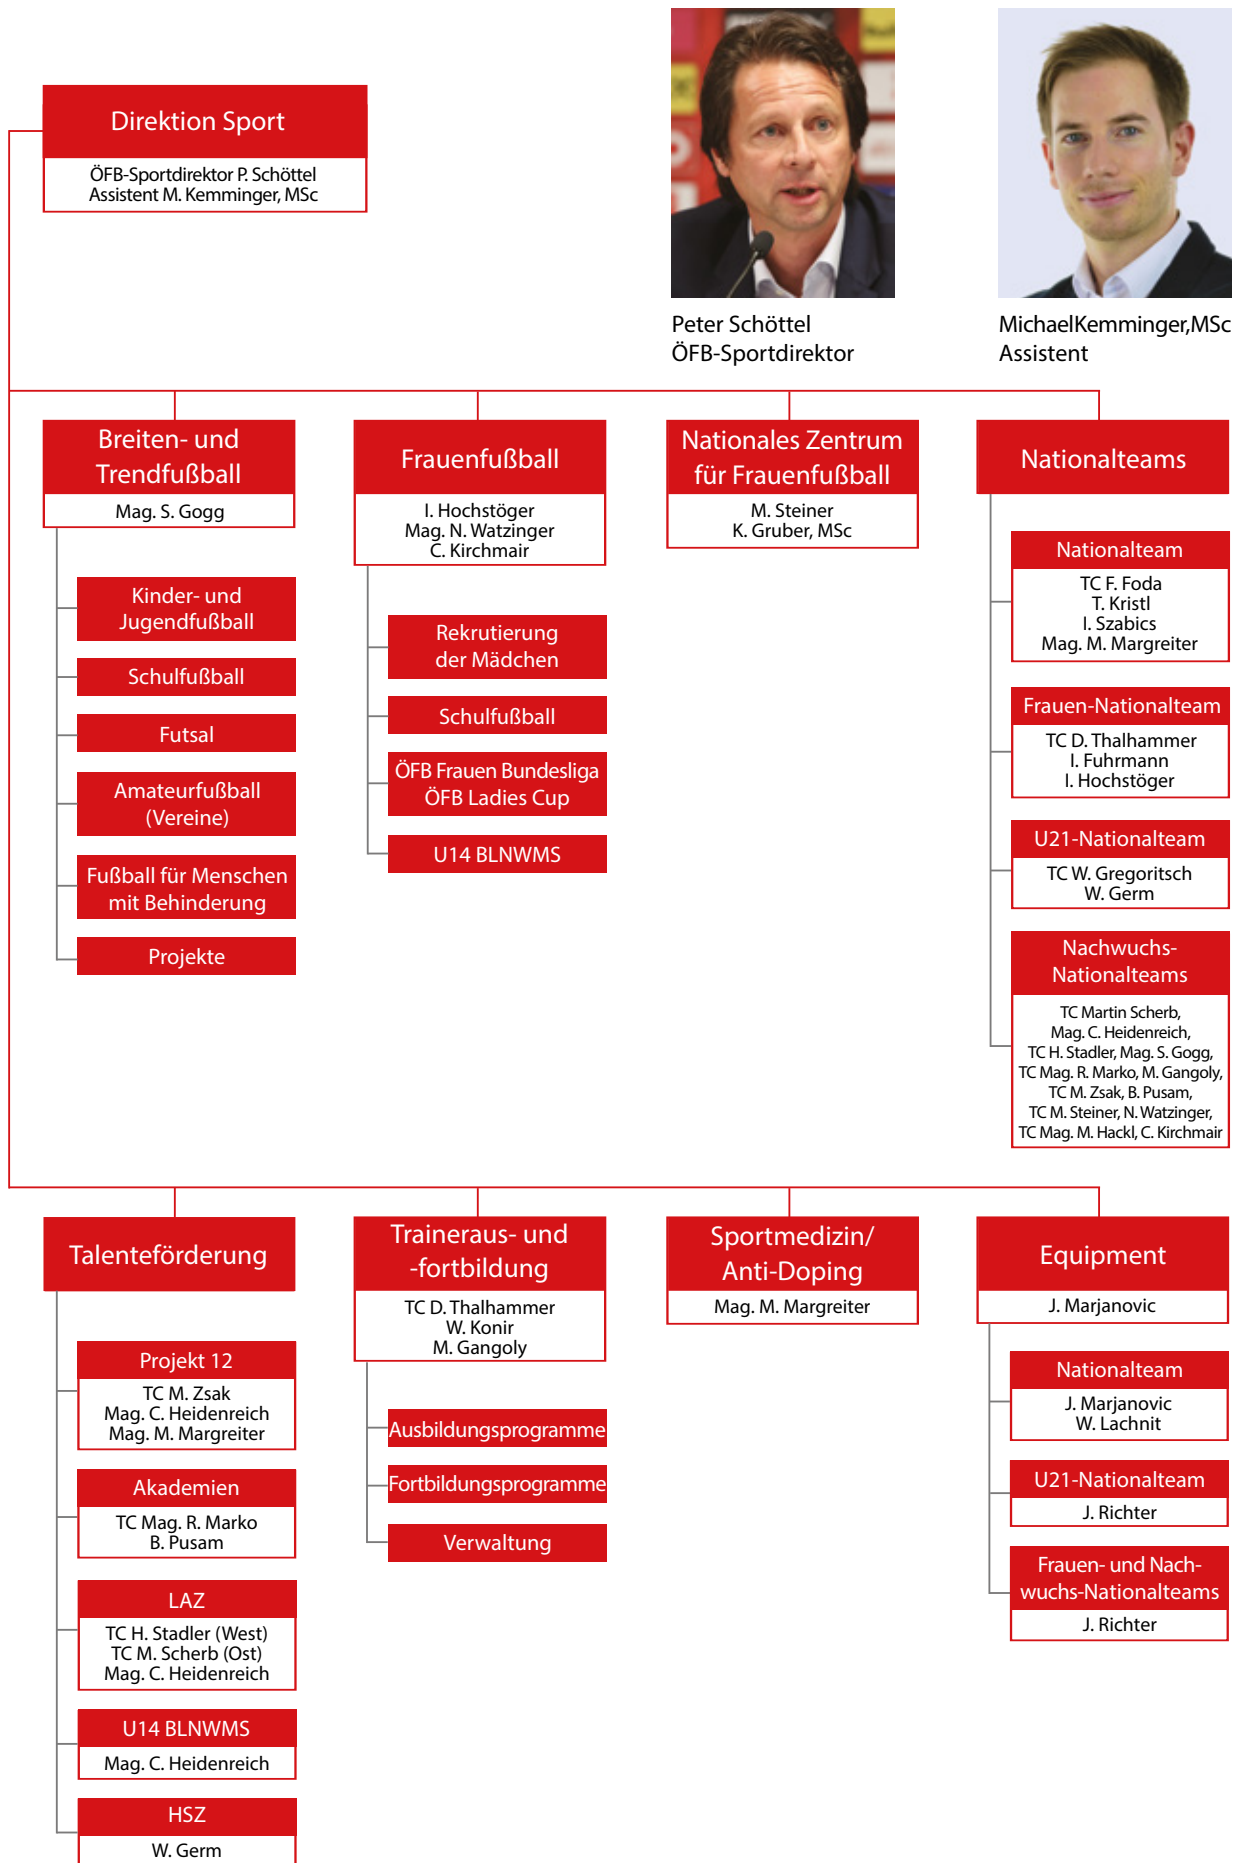 Direktion Sport
ÖFB-Sportdirektor P. Schöttel
Assistent M. Kemminger, MSc
Peter Schöttel
ÖFB-Sportdirektor
MichaelKemminger,MSc
Assistent
Breiten- und
Trendfußball
Mag. S. Gogg
Kinder- und
Jugendfußball
Schulfußball
Futsal
Amateurfußball
(Vereine)
Fußball für Menschen
mit Behinderung
Projekte
Frauenfußball
I. Hochstöger
Mag. N. Watzinger
C. Kirchmair
Rekrutierung
der Mädchen
Schulfußball
ÖFB Frauen Bundesliga
ÖFB Ladies Cup
U14 BLNWMS
Nationales Zentrum
für Frauenfußball
M. Steiner
K. Gruber, MSc
Nationalteams
Nationalteam
TC F. Foda
T. Kristl
I. Szabics
Mag. M. Margreiter
Frauen-Nationalteam
TC D. Thalhammer
I. Fuhrmann
I. Hochstöger
U21-Nationalteam
TC W. Gregoritsch
W. Germ
Nachwuchs-
Nationalteams
TC Martin Scherb,
Mag. C. Heidenreich,
TC H. Stadler, Mag. S. Gogg,
TC Mag. R. Marko, M. Gangoly,
TC M. Zsak, B. Pusam,
TC M. Steiner, N. Watzinger,
TC Mag. M. Hackl, C. Kirchmair
Talenteförderung
Projekt 12
TC M. Zsak
Mag. C. Heidenreich
Mag. M. Margreiter
Akademien
TC Mag. R. Marko
B. Pusam
LAZ
TC H. Stadler (West)
TC M. Scherb (Ost)
Mag. C. Heidenreich
U14 BLNWMS
Mag. C. Heidenreich
HSZ
W. Germ
Traineraus- und
-fortbildung
TC D. Thalhammer
W. Konir
M. Gangoly
Ausbildungsprogramme
Fortbildungsprogramme
Verwaltung
Sportmedizin/
Anti-Doping
Mag. M. Margreiter
Equipment
J. Marjanovic
Nationalteam
J. Marjanovic
W. Lachnit
U21-Nationalteam
J. Richter
Frauen- und Nach-
wuchs-Nationalteams
J. Richter